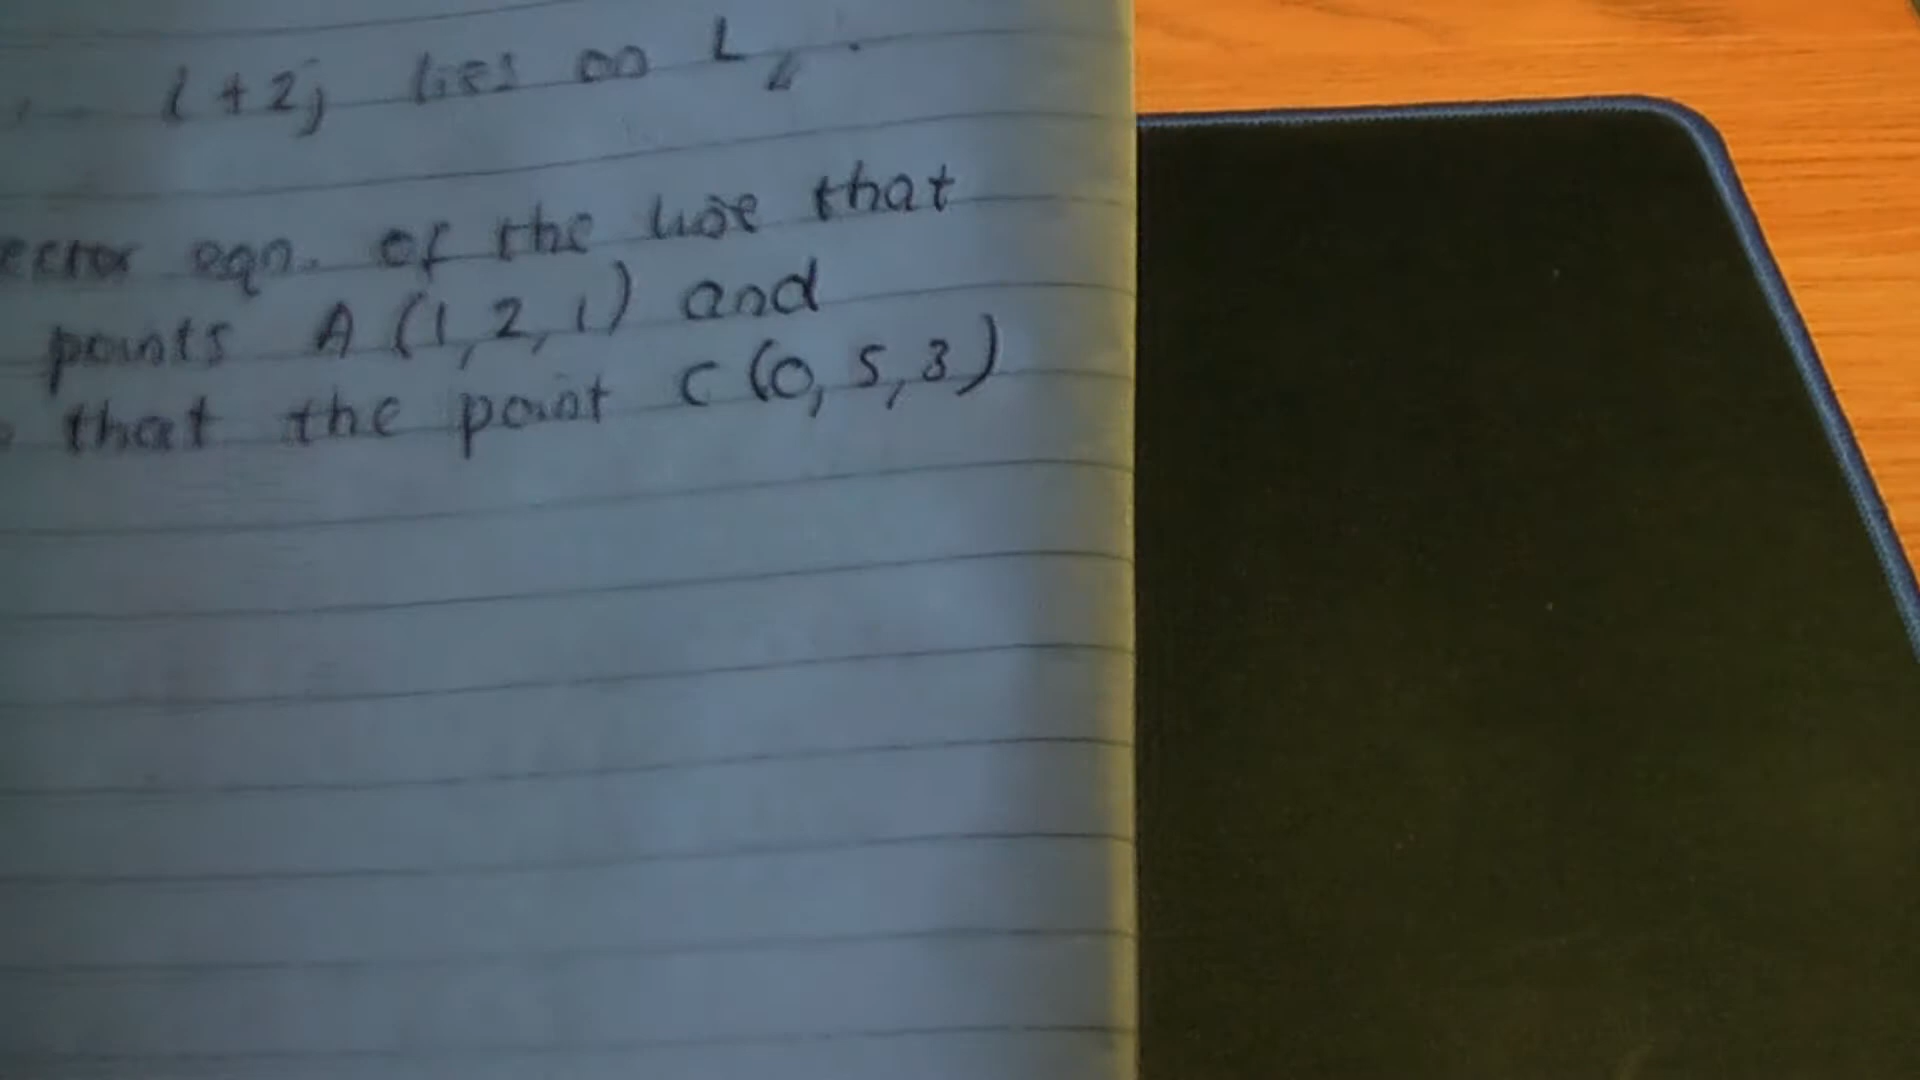 i + 2j lies on L2.
eqn. of the line that
points A (1, 2, 1) and
that the point C (0, 5, 3)